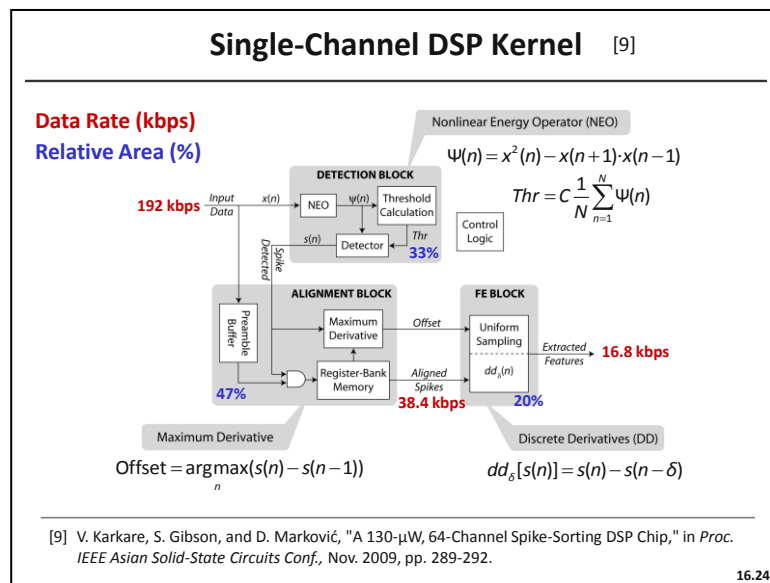 Single-Channel DSP Kernel [9]
Data Rate (kbps)
Relative Area (%)
Nonlinear Energy Operator (NEO)
Ψ(n) = x²(n) − x(n+1)·x(n−1)
Thr = C 1/N ∑_{n=1}^{N} Ψ(n)
DETECTION BLOCK
192 kbps
Input
Data
x(n)
NEO
ψ(n)
Threshold
Calculation
Thr
s(n)
Detector
33%
Control
Logic
Spike
Detected
ALIGNMENT BLOCK
FE BLOCK
Preamble
Buffer
Maximum
Derivative
Offset
Uniform
Sampling
Extracted
Features
16.8 kbps
Register-Bank
Memory
Aligned
Spikes
dd_δ(n)
47%
38.4 kbps
20%
Maximum Derivative
Discrete Derivatives (DD)
Offset = argmax_n (s(n) − s(n−1))
dd_δ[s(n)] = s(n) − s(n−δ)
[9] V. Karkare, S. Gibson, and D. Marković, "A 130-μW, 64-Channel Spike-Sorting DSP Chip," in Proc.
IEEE Asian Solid-State Circuits Conf., Nov. 2009, pp. 289-292.
16.24